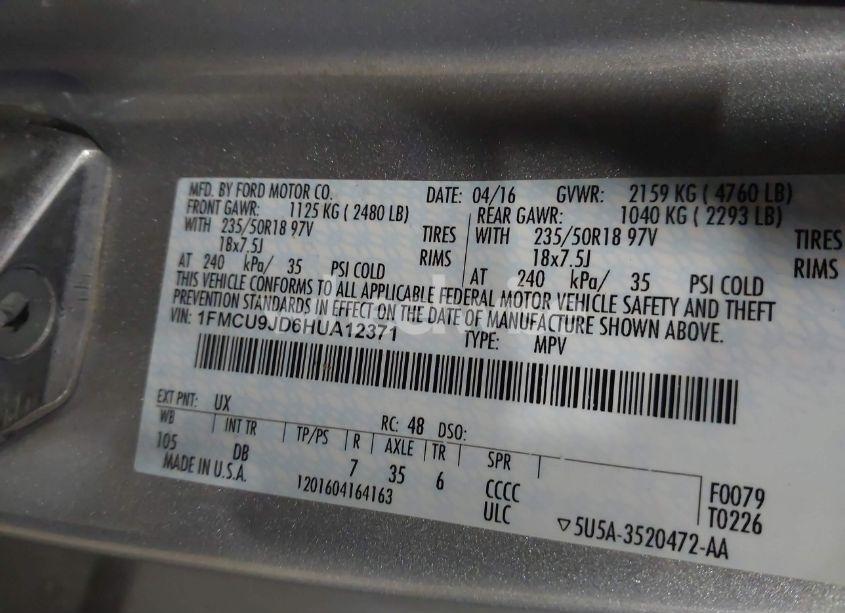 MFD. BY FORD MOTOR CO. DATE: 04/16 GVWR: 2159 KG ( 4760 LB)
FRONT GAWR: 1125 KG ( 2480 LB) REAR GAWR: 1040 KG ( 2293 LB)
WITH 235/50R18 97V TIRES WITH 235/50R18 97V TIRES
18x7.5J RIMS 18x7.5J RIMS
AT 240 kPa/ 35 PSI COLD AT 240 kPa/ 35 PSI COLD
THIS VEHICLE CONFORMS TO ALL APPLICABLE FEDERAL MOTOR VEHICLE SAFETY AND THEFT
PREVENTION STANDARDS IN EFFECT ON THE DATE OF MANUFACTURE SHOWN ABOVE.
VIN: 1FMCU9JD6HUA12371 TYPE: MPV
EXT PNT: UX RC: 48 DSO:
WB INT TR TP/PS R AXLE TR SPR
105 DB 7 35 6 CCCC F0079
MADE IN U.S.A. 1201604164163 ULC T0226
▽5U5A-3520472-AA